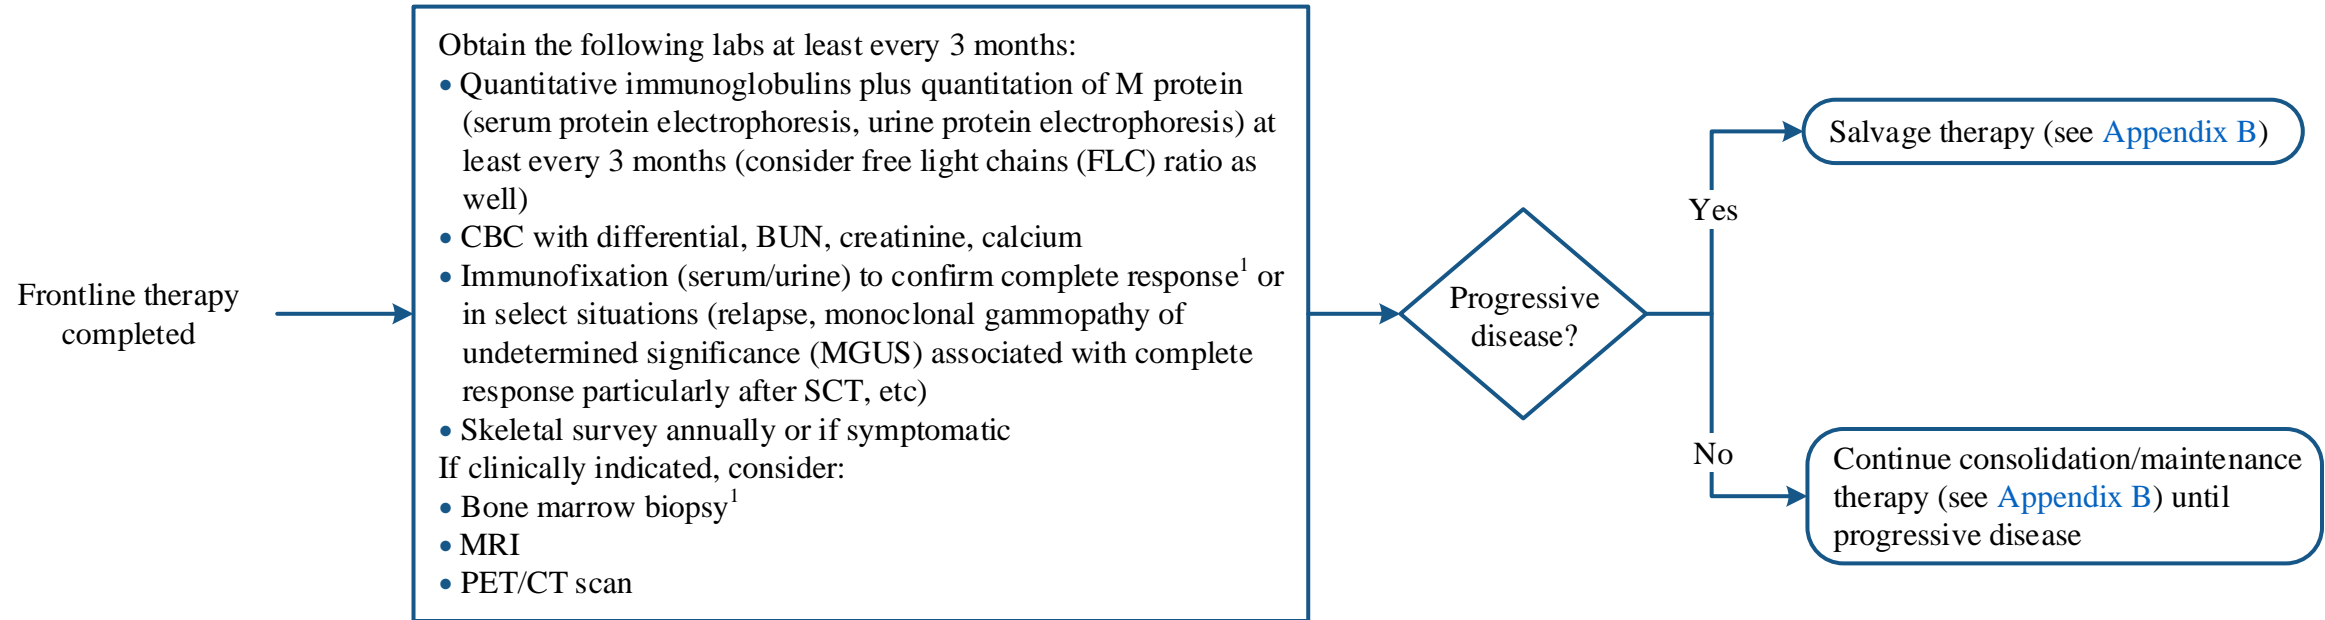 Frontline therapy
completed
Obtain the following labs at least every 3 months:
• Quantitative immunoglobulins plus quantitation of M protein
(serum protein electrophoresis, urine protein electrophoresis) at
least every 3 months (consider free light chains (FLC) ratio as
well)
• CBC with differential, BUN, creatinine, calcium
• Immunofixation (serum/urine) to confirm complete response1 or
in select situations (relapse, monoclonal gammopathy of
undetermined significance (MGUS) associated with complete
response particularly after SCT, etc)
• Skeletal survey annually or if symptomatic
If clinically indicated, consider:
• Bone marrow biopsy1
• MRI
• PET/CT scan
Progressive
disease?
Yes
Salvage therapy (see Appendix B)
No
Continue consolidation/maintenance
therapy (see Appendix B) until
progressive disease